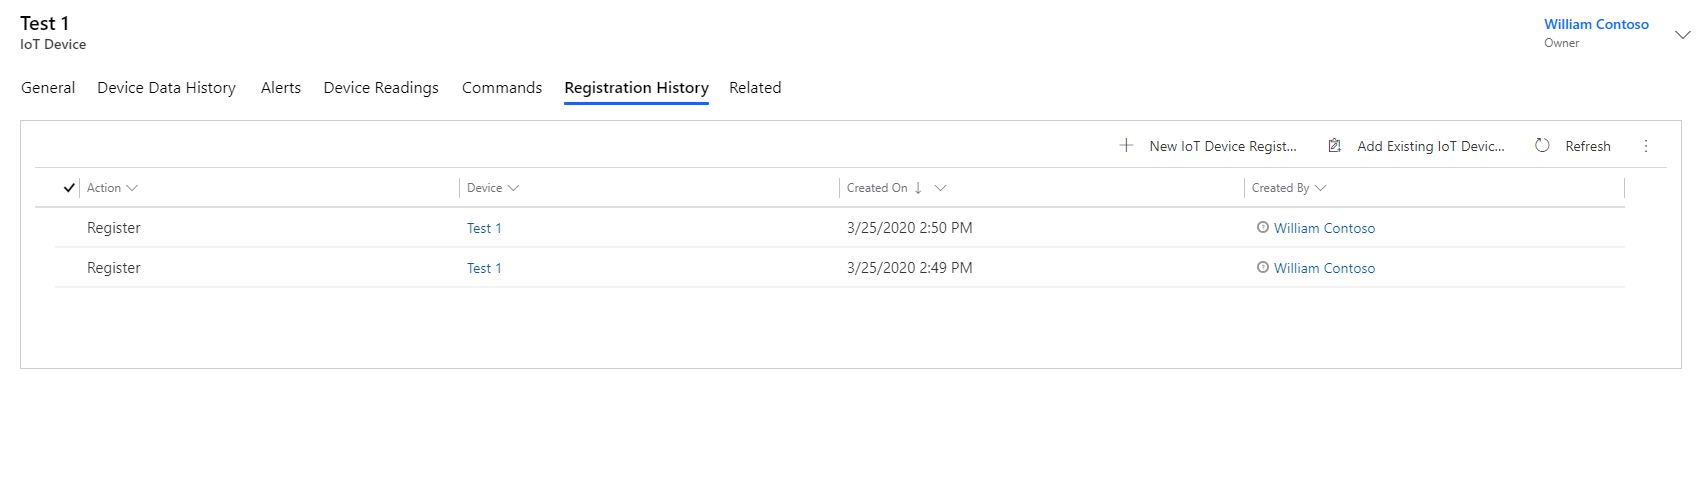 Test 1
IoT Device
William Contoso
Owner
General Device Data History Alerts Device Readings Commands Registration History Related
New IoT Device Regist... Add Existing IoT Devic... Refresh
Action Device Created On Created By
Register Test 1 3/25/2020 2:50 PM William Contoso
Register Test 1 3/25/2020 2:49 PM William Contoso